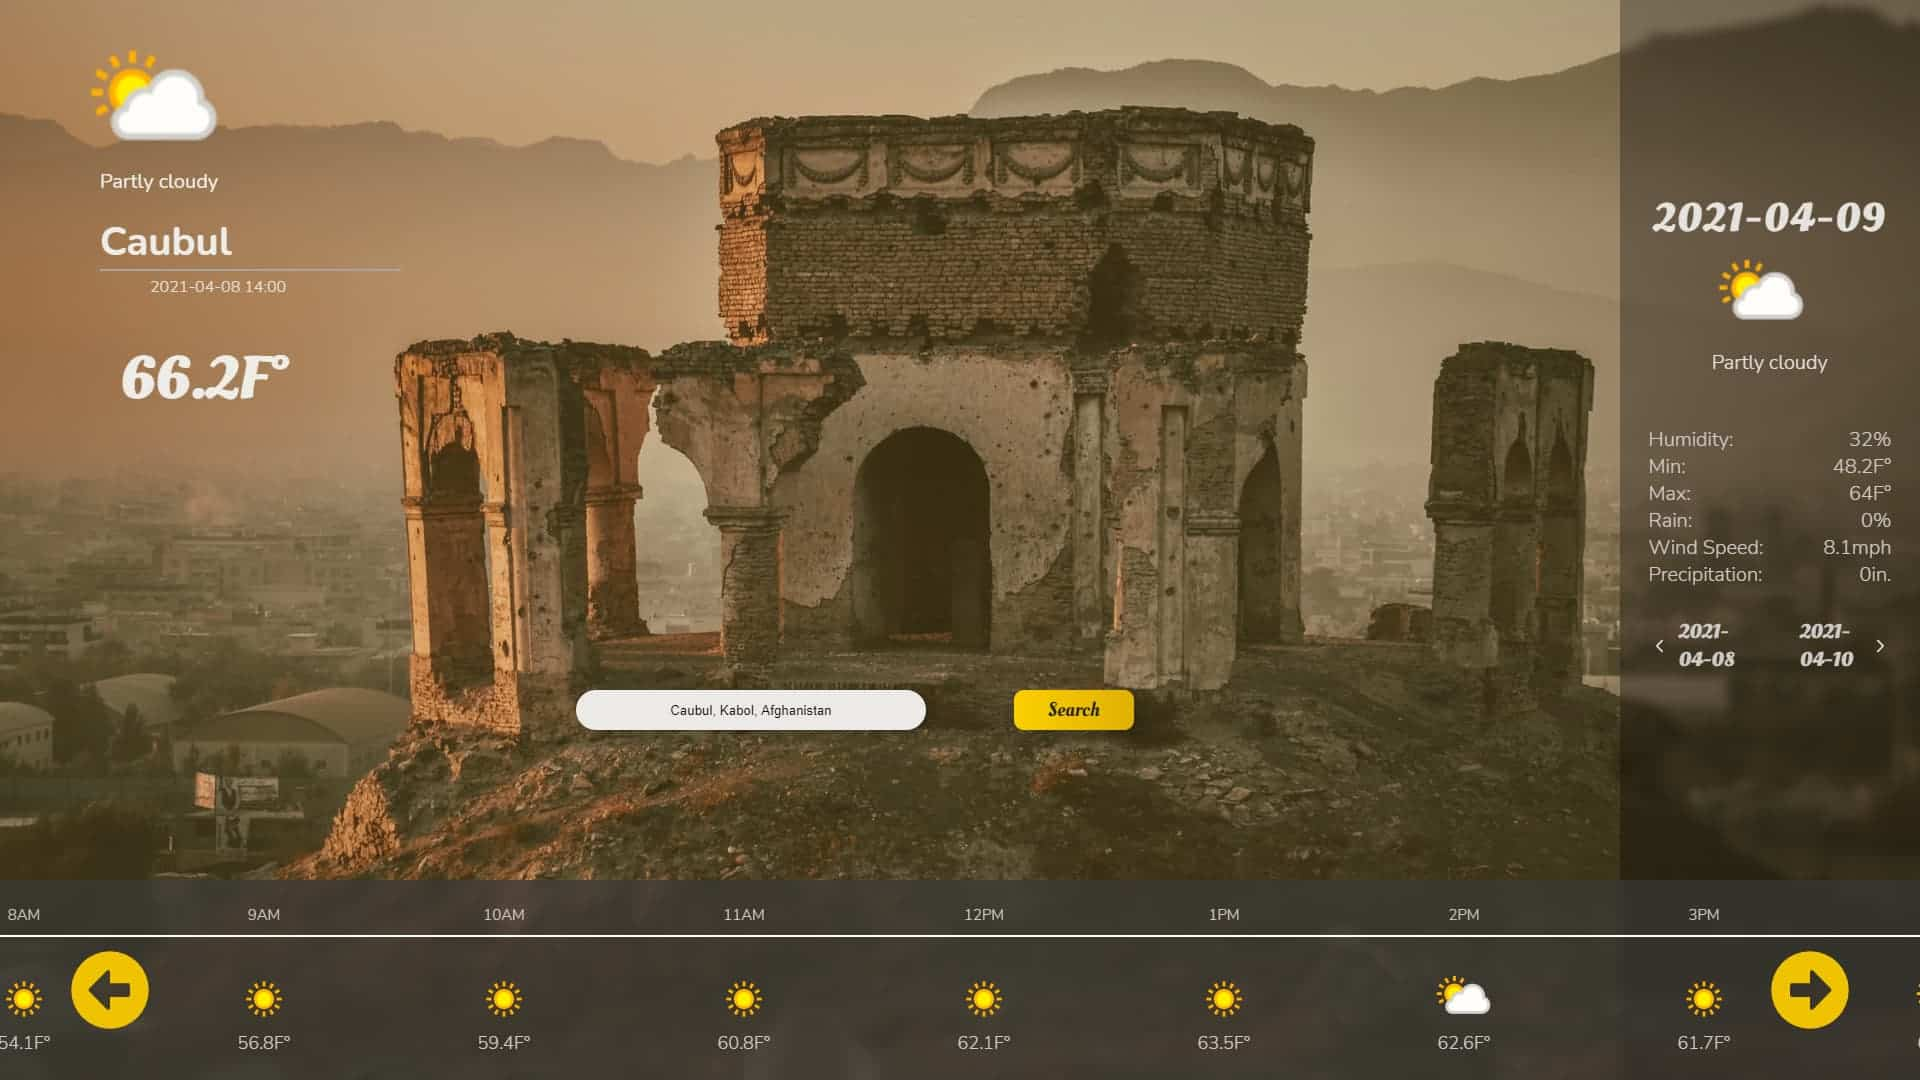 Partly cloudy
Caubul
2021-04-08 14:00
66.2F°
2021-04-09
Partly cloudy
Humidity: 32%
Min: 48.2F°
Max: 64F°
Rain: 0%
Wind Speed: 8.1mph
Precipitation: 0in.
2021-
04-08
2021-
04-10
Caubul, Kabol, Afghanistan
Search
8AM 9AM 10AM 11AM 12PM 1PM 2PM 3PM
54.1F° 56.8F° 59.4F° 60.8F° 62.1F° 63.5F° 62.6F° 61.7F°